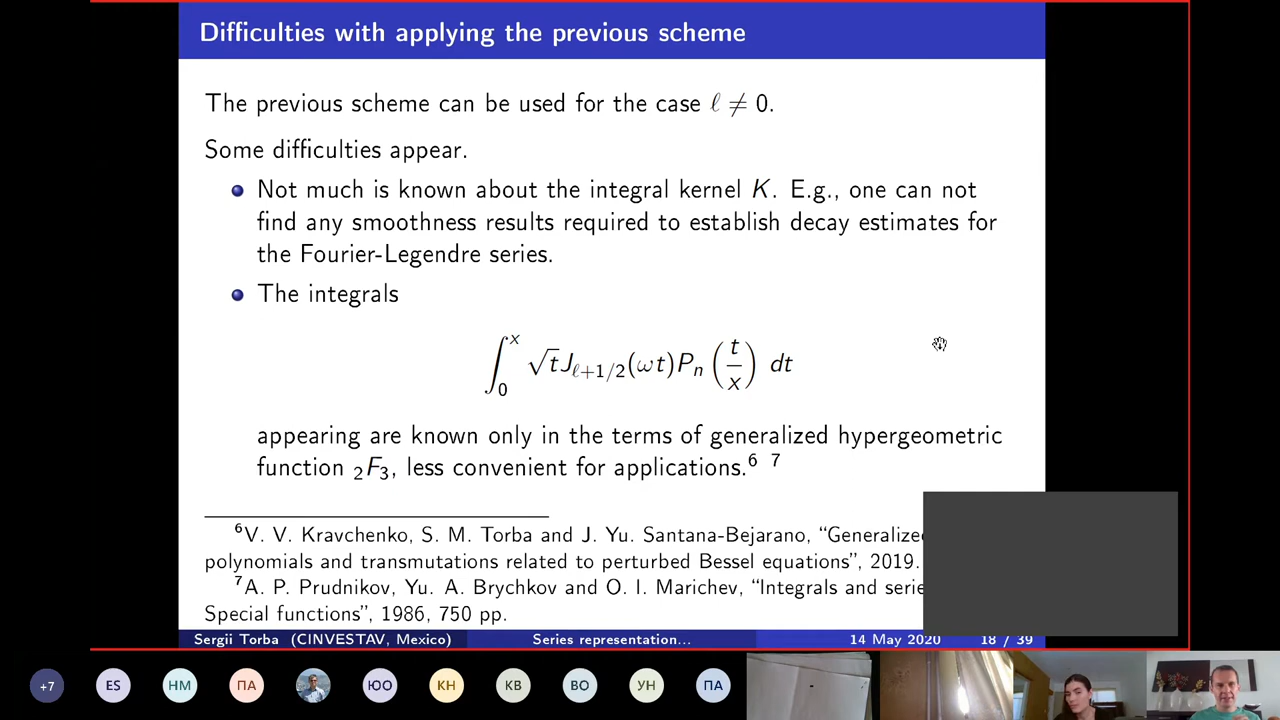 Difficulties with applying the previous scheme
The previous scheme can be used for the case ℓ ≠ 0.
Some difficulties appear.
Not much is known about the integral kernel K. E.g., one can not
find any smoothness results required to establish decay estimates for
the Fourier-Legendre series.
The integrals
∫₀ˣ √t J_{ℓ+1/2}(ωt) P_n (t/x) dt
appearing are known only in the terms of generalized hypergeometric
function ₂F₃, less convenient for applications.⁶ ⁷
⁶V. V. Kravchenko, S. M. Torba and J. Yu. Santana-Bejarano, “Generalized
polynomials and transmutations related to perturbed Bessel equations”, 2019.
⁷A. P. Prudnikov, Yu. A. Brychkov and O. I. Marichev, “Integrals and
Special functions”, 1986, 750 pp.
Sergii Torba (CINVESTAV, Mexico) Series representation... 14 May 2020 18 / 39
+7 ES НМ ПА ЮО КН КВ ВО УН ПА